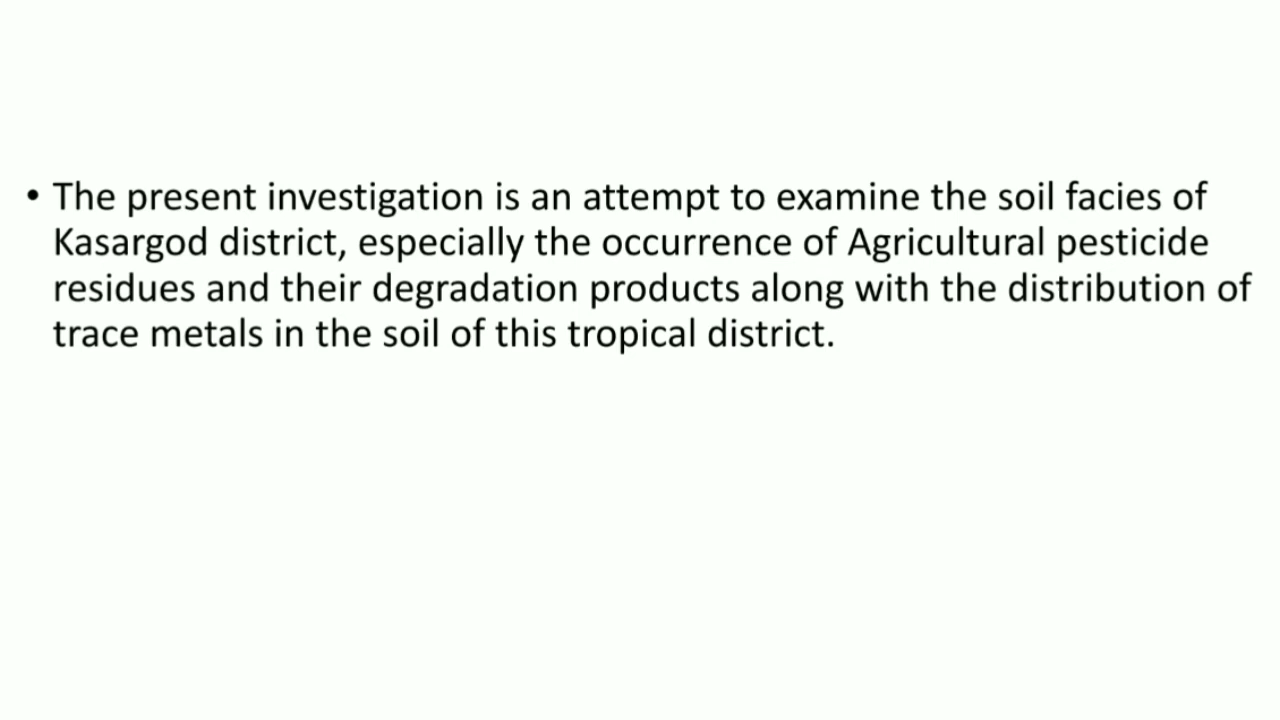 • The present investigation is an attempt to examine the soil facies of
Kasargod district, especially the occurrence of Agricultural pesticide
residues and their degradation products along with the distribution of
trace metals in the soil of this tropical district.